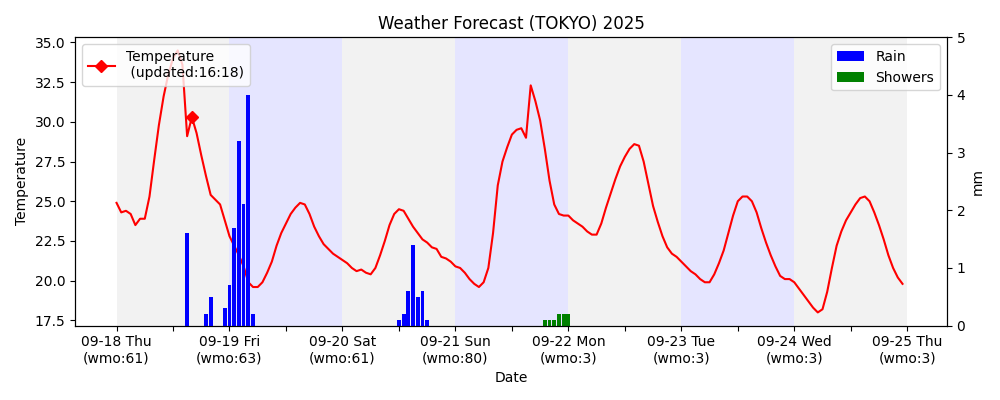 Weather Forecast (TOKYO) 2025
Temperature
(updated:16:18)
Rain
Showers
35.0
32.5
30.0
27.5
25.0
22.5
20.0
17.5
Temperature
5
4
3
2
1
0
mm
09-18 Thu 09-19 Fri 09-20 Sat 09-21 Sun 09-22 Mon 09-23 Tue 09-24 Wed 09-25 Thu
(wmo:61) (wmo:63) (wmo:61) (wmo:80) (wmo:3) (wmo:3) (wmo:3) (wmo:3)
Date